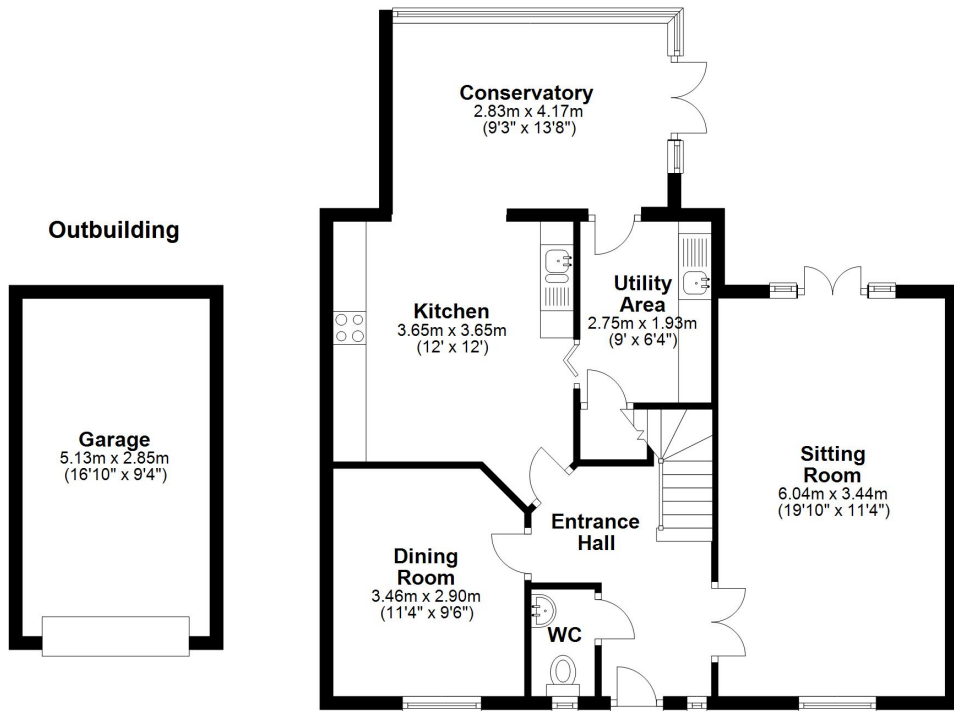 Conservatory
2.83m x 4.17m
(9'3" x 13'8")
Outbuilding
Utility
Area
2.75m x 1.93m
(9' x 6'4")
Kitchen
3.65m x 3.65m
(12' x 12')
Garage
5.13m x 2.85m
(16'10" x 9'4")
Sitting
Room
6.04m x 3.44m
(19'10" x 11'4")
Entrance
Hall
Dining
Room
3.46m x 2.90m
(11'4" x 9'6")
WC